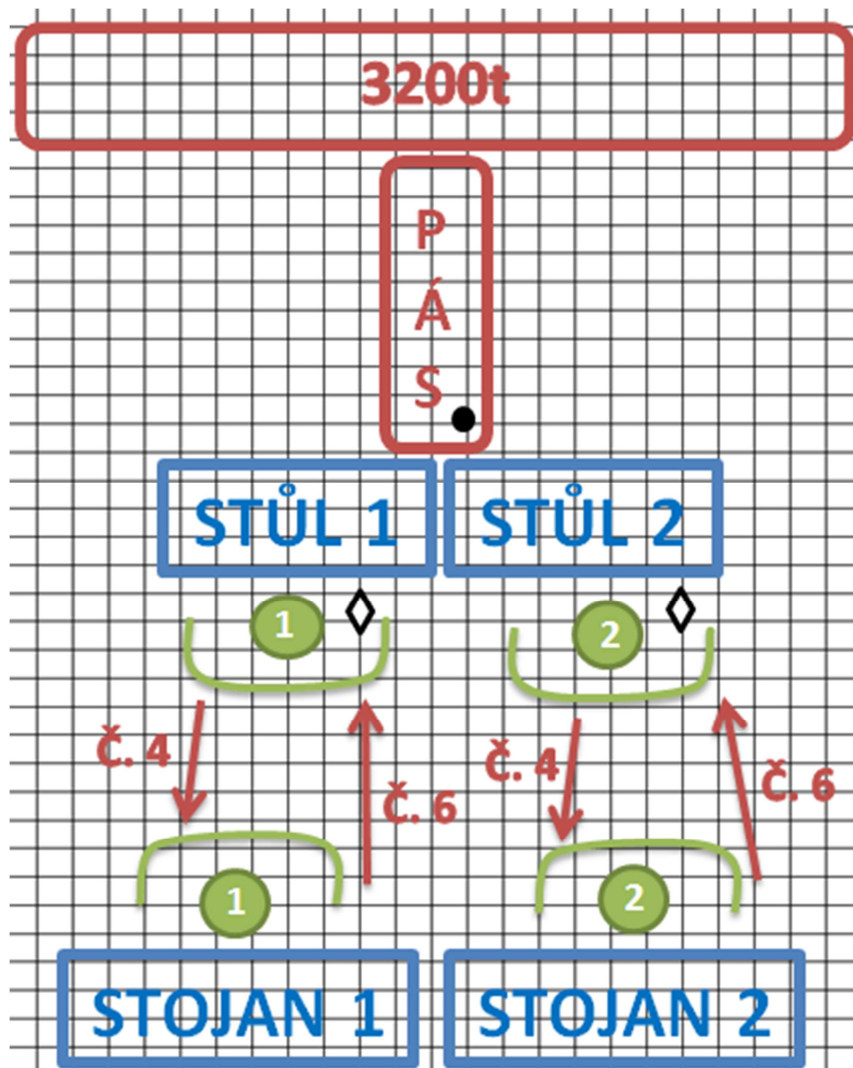 3200t
P
Á
S
STŮL 1 STŮL 2
1 2
Č. 4 Č. 6 Č. 4 Č. 6
1 2
STOJAN 1 STOJAN 2